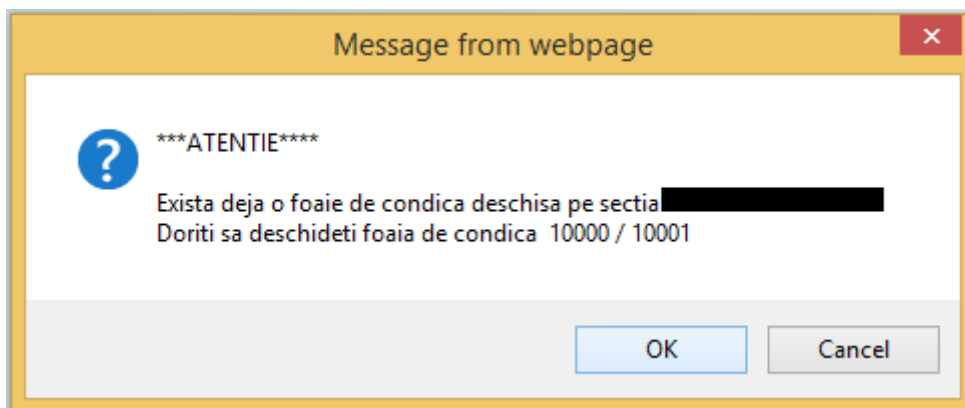 Message from webpage
***ATENTIE****
Exista deja o foaie de condica deschisa pe sectia
Doriti sa deschideti foaia de condica  10000 / 10001
OK
Cancel